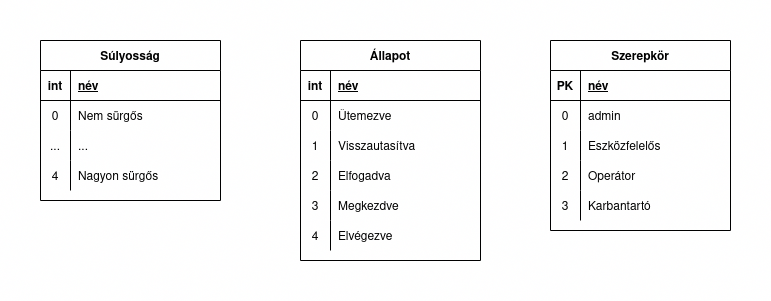 Súlyosság
int név
0 Nem sürgős
... ...
4 Nagyon sürgős
Állapot
int név
0 Ütemezve
1 Visszautasítva
2 Elfogadva
3 Megkezdve
4 Elvégezve
Szerepkör
PK név
0 admin
1 Eszközfelelős
2 Operátor
3 Karbantartó